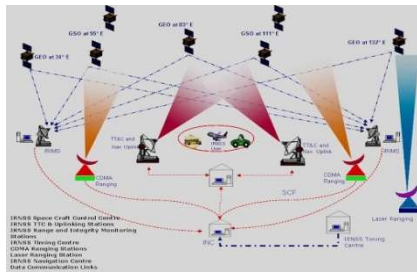 GSO at 55° E
GEO at 83° E
GSO at 111° E
GEO at 34° E
GEO at 132° E
IRIMS
TT&C and
Nav Uplink
IRNSS
User
TT&C and
Nav Uplink
IRIMS
CDMA
Ranging
CDMA
Ranging
SCF
Laser Ranging
INC
IRNSS Timing
Centre
IRNSS Space Craft Control Centre
IRNSS TTC & Uplinking Stations
IRNSS Range and Integrity Monitoring
Stations
IRNSS Timing Centre
CDMA Ranging Stations
Laser Ranging Station
IRNSS Navigation Centre
Data Communication Links